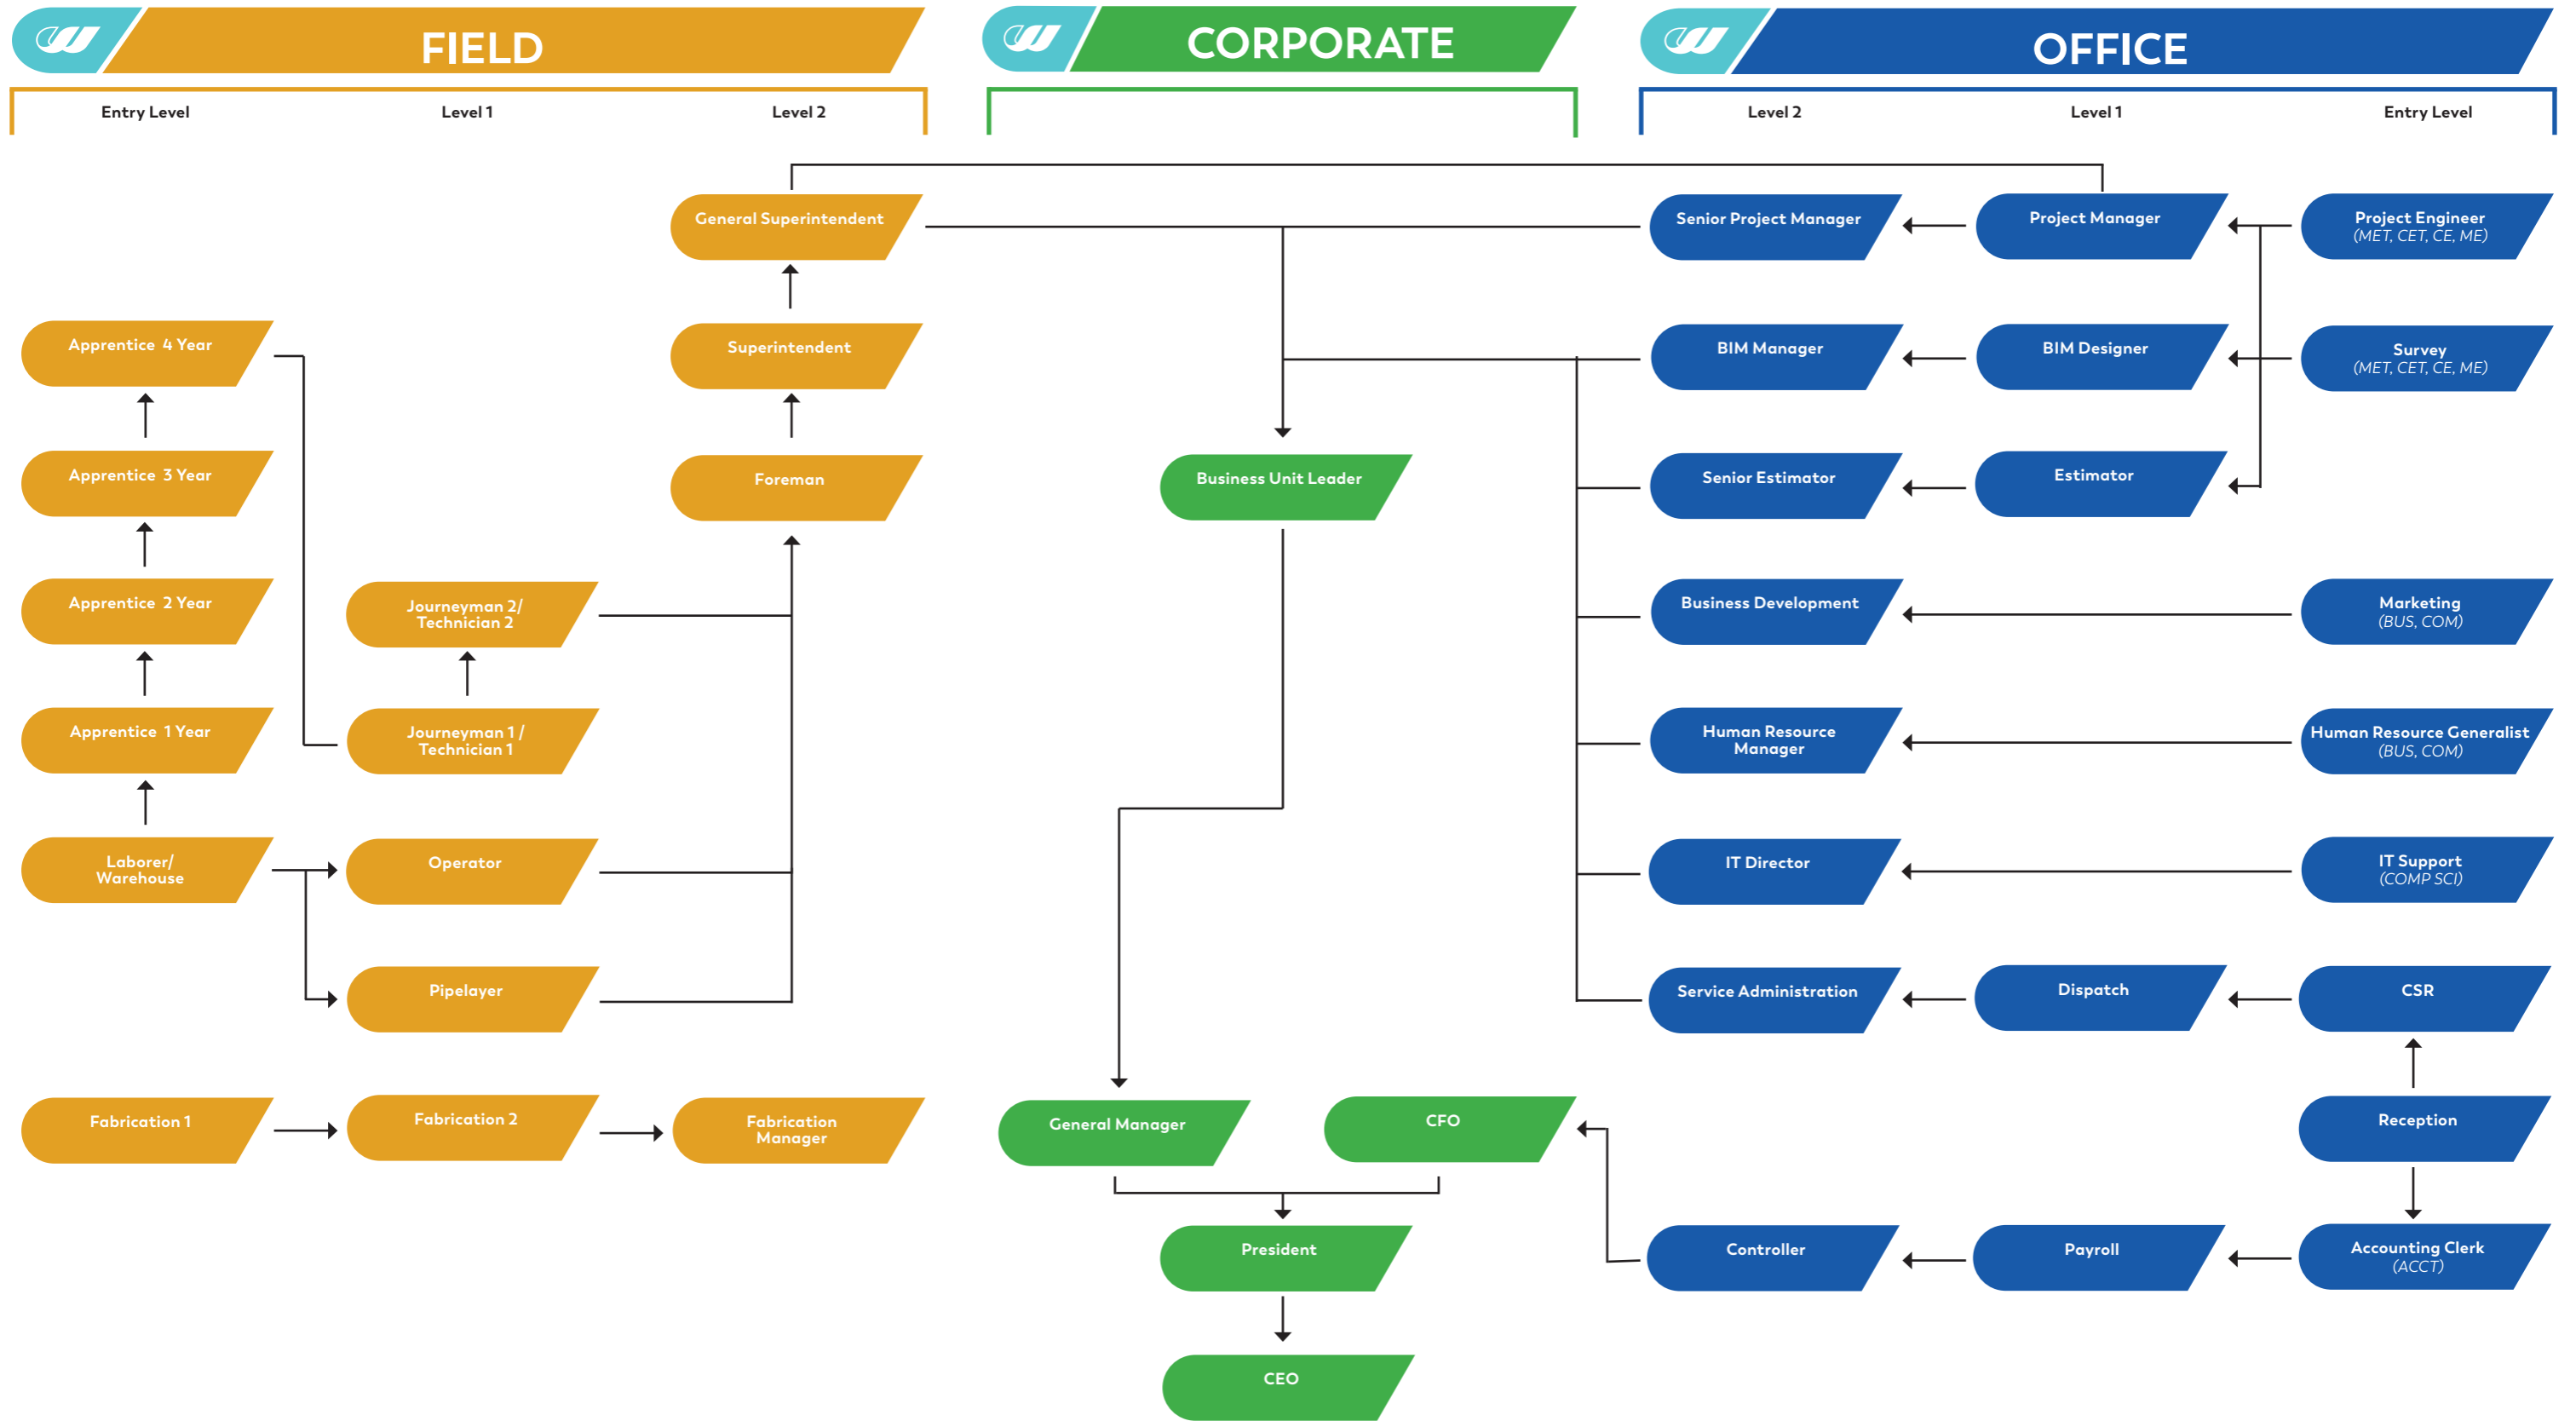 FIELD
CORPORATE
OFFICE
Entry Level
Level 1
Level 2
Level 2
Level 1
Entry Level
General Superintendent
Senior Project Manager
Project Manager
Project Engineer
(MET, CET, CE, ME)
Apprentice 4 Year
Superintendent
BIM Manager
BIM Designer
Survey
(MET, CET, CE, ME)
Apprentice 3 Year
Foreman
Business Unit Leader
Senior Estimator
Estimator
Apprentice 2 Year
Journeyman 2/
Technician 2
Business Development
Marketing
(BUS, COM)
Apprentice 1 Year
Journeyman 1 /
Technician 1
Human Resource
Manager
Human Resource Generalist
(BUS, COM)
Laborer/
Warehouse
Operator
IT Director
IT Support
(COMP SCI)
Pipelayer
Service Administration
Dispatch
CSR
Fabrication 1
Fabrication 2
Fabrication
Manager
General Manager
CFO
Reception
President
Controller
Payroll
Accounting Clerk
(ACCT)
CEO